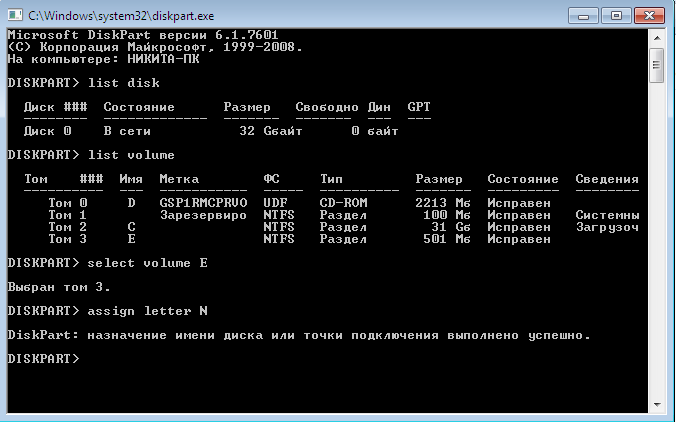 C:\Windows\system32\diskpart.exe
Microsoft DiskPart версии 6.1.7601
(С) Корпорация Майкрософт, 1999-2008.
На компьютере: НИКИТА-ПК
DISKPART> list disk
Диск ### Состояние Размер Свободно Дин GPT
-------- ------------- ------- ------- --- ---
Диск 0 В сети 32 Gбайт 0 байт
DISKPART> list volume
Том ### Имя Метка ФС Тип Размер Состояние Сведения
---------- --- ----------- ----- ---------- ------- --------- --------
Том 0 D GSP1RMCPRVO UDF CD-ROM 2213 Mб Исправен
Том 1 Зарезервиро NTFS Раздел 100 Mб Исправен Системны
Том 2 C NTFS Раздел 31 Gб Исправен Загрузоч
Том 3 E NTFS Раздел 501 Mб Исправен
DISKPART> select volume E
Выбран том 3.
DISKPART> assign letter N
DiskPart: назначение имени диска или точки подключения выполнено успешно.
DISKPART>